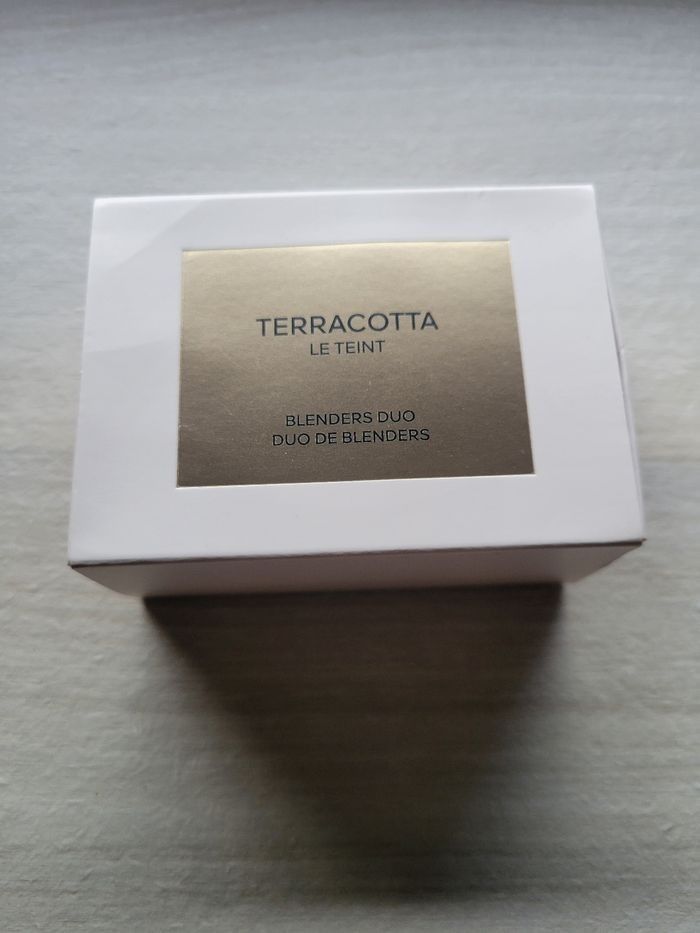 TERRACOTTA
LE TEINT
BLENDERS DUO
DUO DE BLENDERS